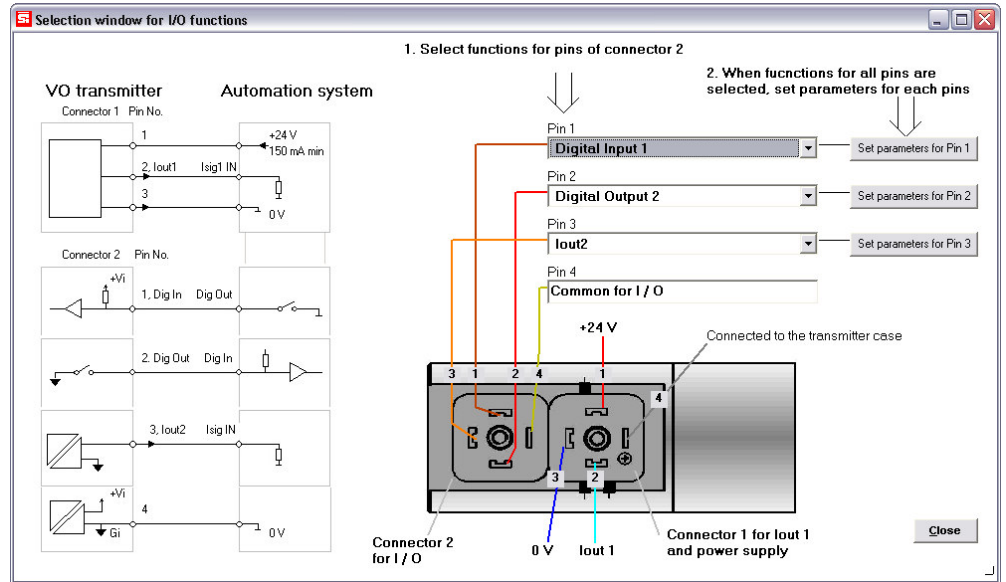 Selection window for I/O functions
1. Select functions for pins of connector 2
2. When fucnctions for all pins are
selected, set parameters for each pins
VO transmitter
Automation system
Connector 1 Pin No.
1
+24 V
150 mA min
2, Iout1
Isig1 IN
3
0 V
Connector 2 Pin No.
+Vi
1, Dig In
Dig Out
2. Dig Out
Dig In
3, Iout2
Isig IN
+Vi
4
Gi
0 V
Pin 1
Digital Input 1
Set parameters for Pin 1
Pin 2
Digital Output 2
Set parameters for Pin 2
Pin 3
Iout2
Set parameters for Pin 3
Pin 4
Common for I / O
+24 V
Connected to the transmitter case
3 1 2 4 1
4
3 2
Connector 2
for I / O
0 V
Iout 1
Connector 1 for Iout 1
and power supply
Close